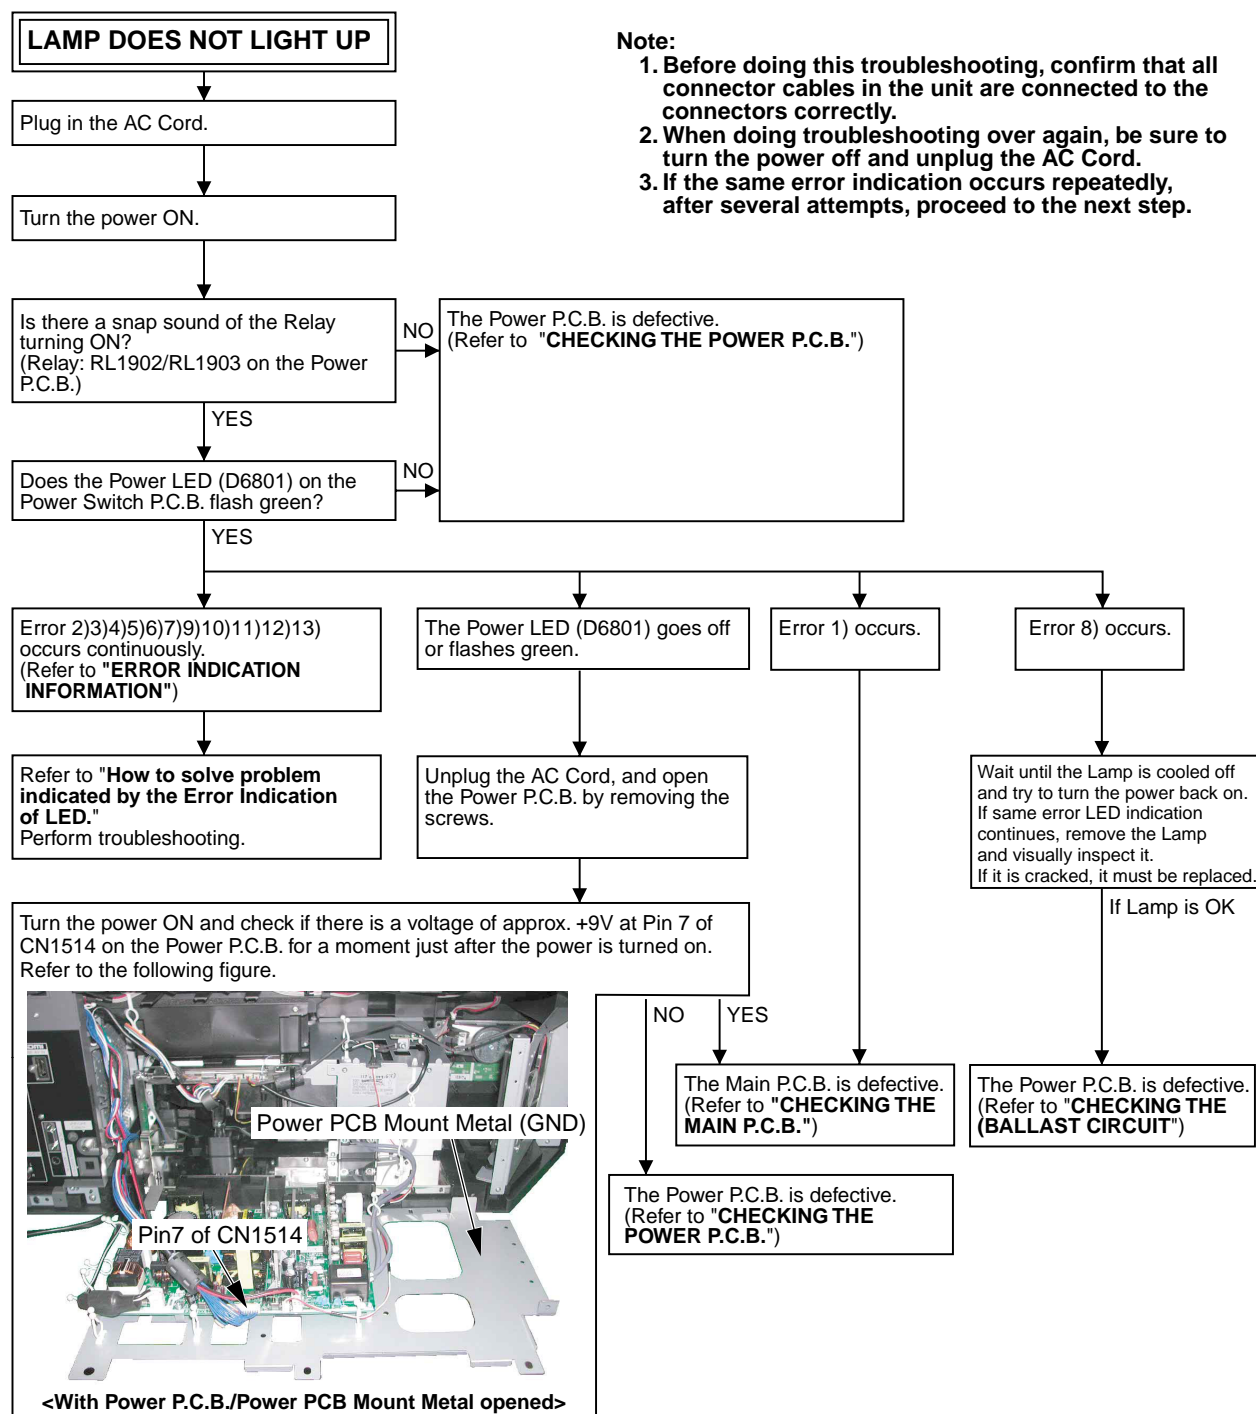 LAMP DOES NOT LIGHT UP
Note:
1. Before doing this troubleshooting, confirm that all
connector cables in the unit are connected to the
connectors correctly.
2. When doing troubleshooting over again, be sure to
turn the power off and unplug the AC Cord.
3. If the same error indication occurs repeatedly,
after several attempts, proceed to the next step.
Plug in the AC Cord.
Turn the power ON.
Is there a snap sound of the Relay
turning ON?
(Relay: RL1902/RL1903 on the Power
P.C.B.)
NO
The Power P.C.B. is defective.
(Refer to "CHECKING THE POWER P.C.B.")
YES
Does the Power LED (D6801) on the
Power Switch P.C.B. flash green?
NO
YES
Error 2)3)4)5)6)7)9)10)11)12)13)
occurs continuously.
(Refer to "ERROR INDICATION
INFORMATION")
The Power LED (D6801) goes off
or flashes green.
Error 1) occurs.
Error 8) occurs.
Refer to "How to solve problem
indicated by the Error Indication
of LED."
Perform troubleshooting.
Unplug the AC Cord, and open
the Power P.C.B. by removing the
screws.
Wait until the Lamp is cooled off
and try to turn the power back on.
If same error LED indication
continues, remove the Lamp
and visually inspect it.
If it is cracked, it must be replaced.
If Lamp is OK
Turn the power ON and check if there is a voltage of approx. +9V at Pin 7 of
CN1514 on the Power P.C.B. for a moment just after the power is turned on.
Refer to the following figure.
NO
YES
The Main P.C.B. is defective.
(Refer to "CHECKING THE
MAIN P.C.B.")
The Power P.C.B. is defective.
(Refer to "CHECKING THE
(BALLAST CIRCUIT")
The Power P.C.B. is defective.
(Refer to "CHECKING THE
POWER P.C.B.")
Power PCB Mount Metal (GND)
Pin7 of CN1514
<With Power P.C.B./Power PCB Mount Metal opened>